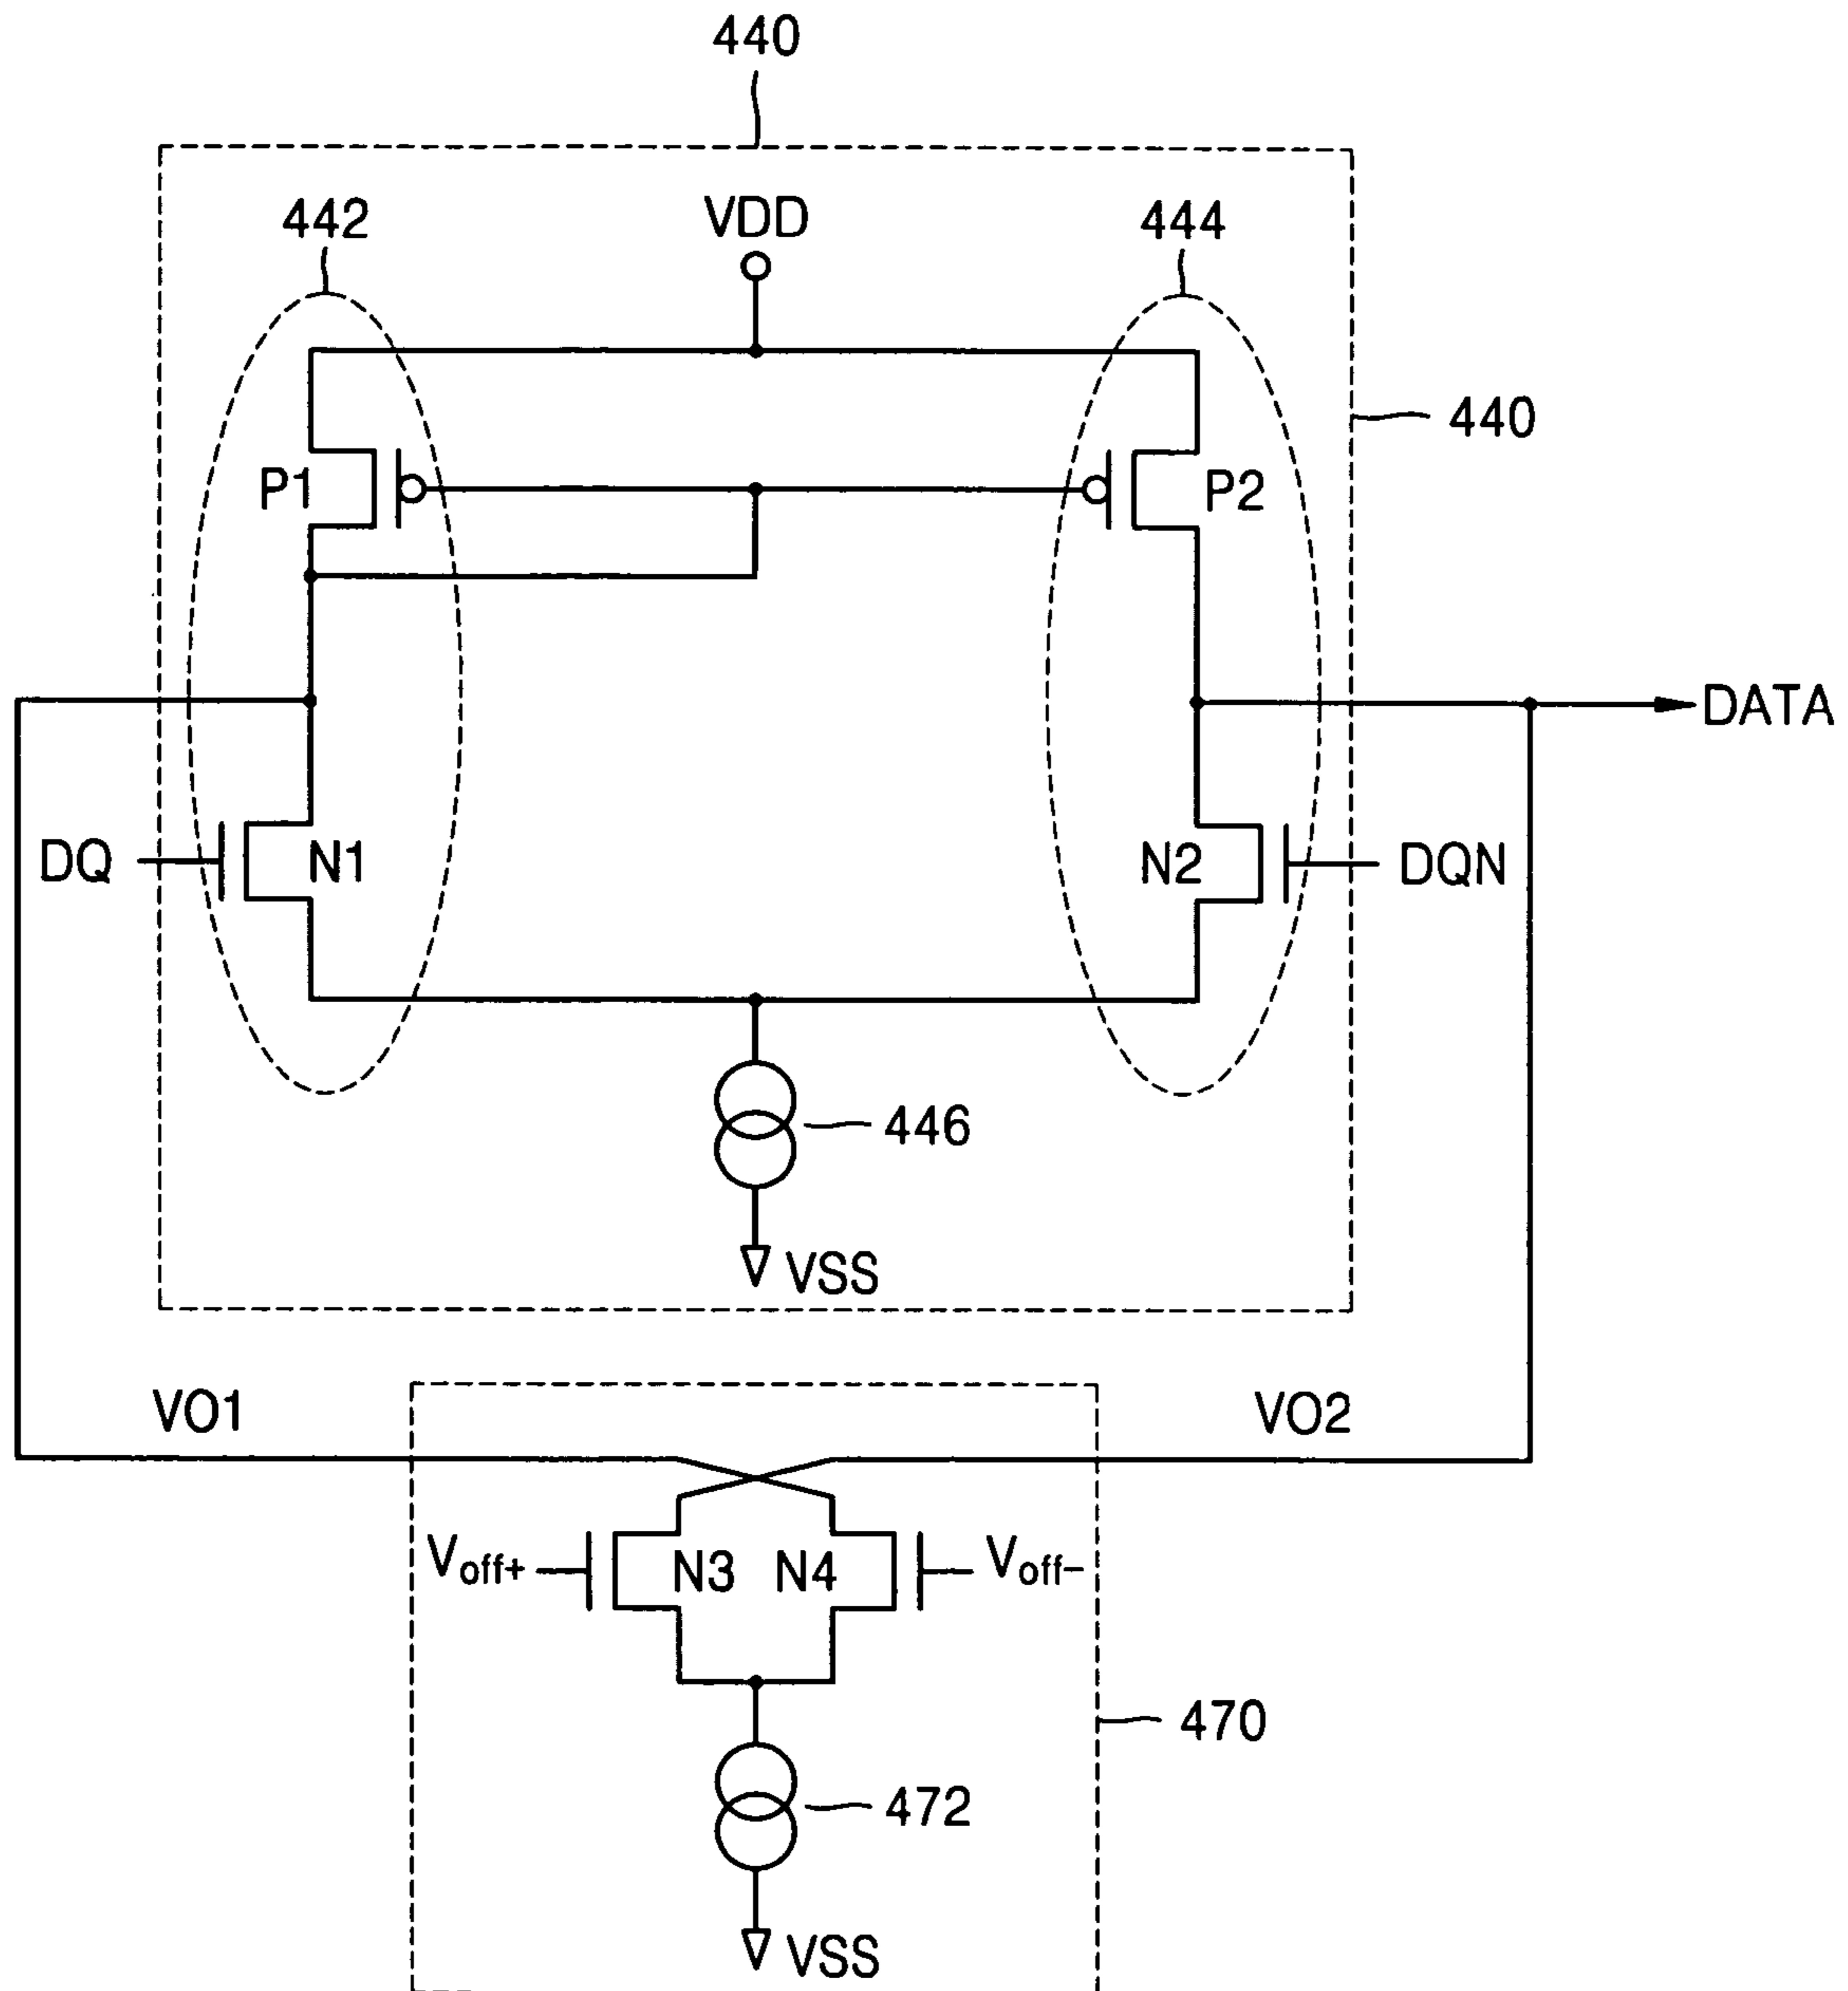 440
442
VDD
444
440
P1
P2
DATA
DQ
N1
N2
DQN
446
VSS
VO1
VO2
Voff+
N3
N4
Voff-
470
472
VSS